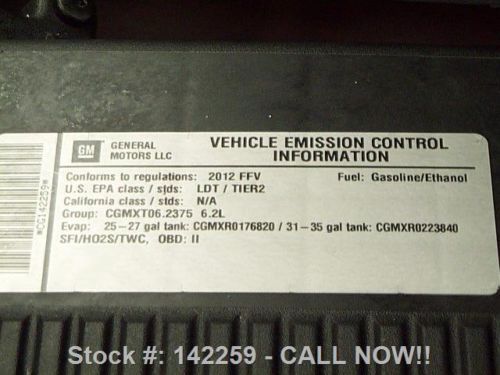 GM
GENERAL MOTORS LLC
VEHICLE EMISSION CONTROL INFORMATION
Conforms to regulations: 2012 FFV Fuel: Gasoline/Ethanol
U.S. EPA class / stds: LDT / TIER2
California class / stds: N/A
Group: CGMXT06.2375 6.2L
Evap: 25-27 gal tank: CGMXR0176820 / 31-35 gal tank: CGMXR0223840
SFI/HO2S/TWC, OBD: II
*CG142259*
Stock #: 142259 - CALL NOW!!